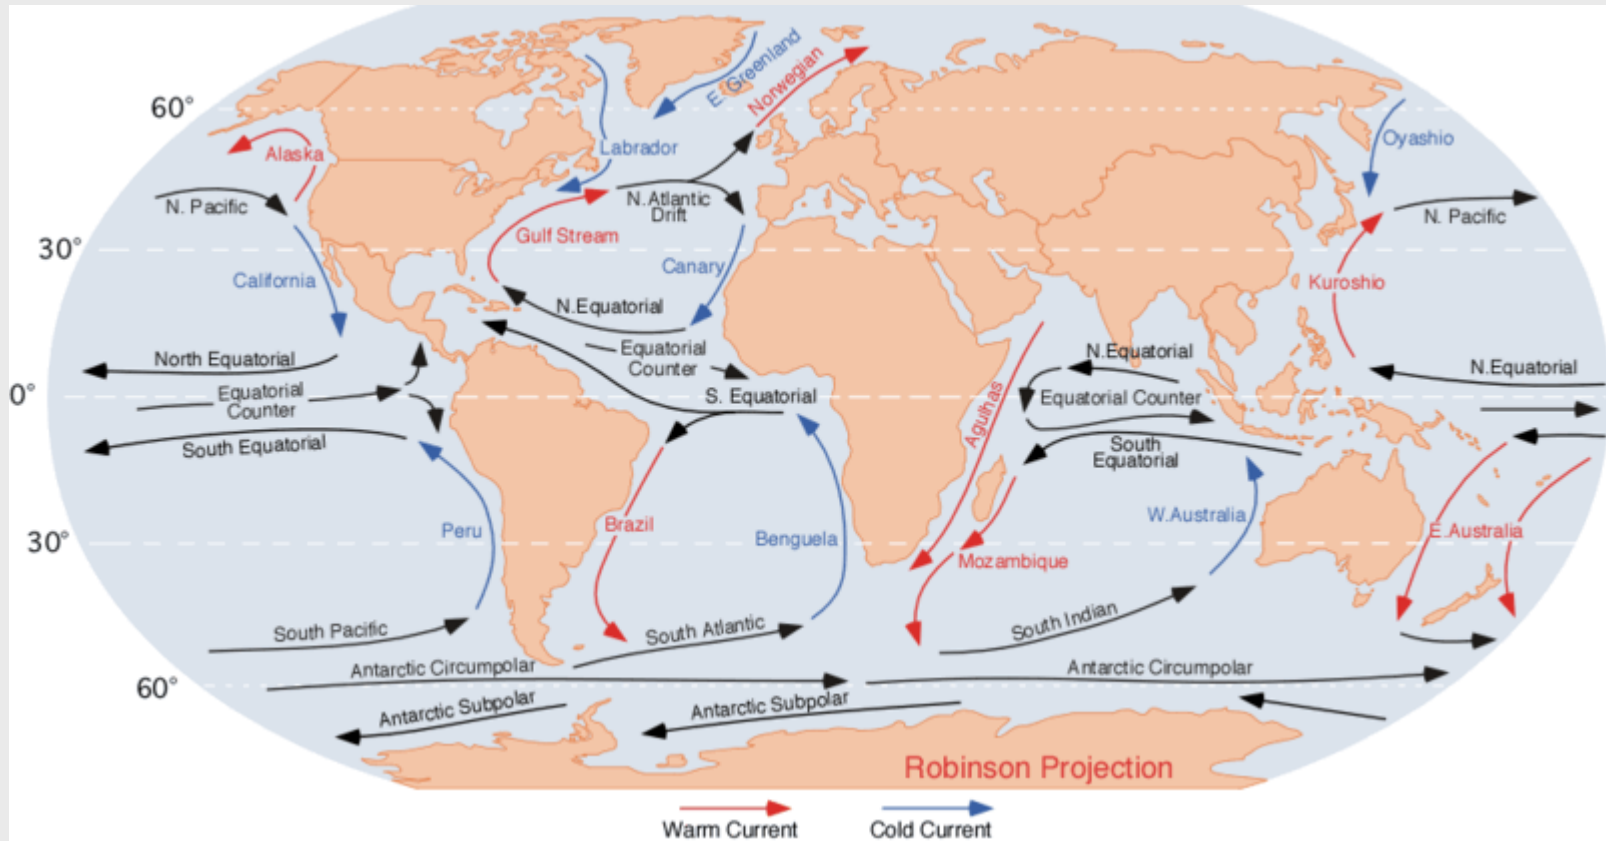 E. Greenland
Norwegian
60°
Oyashio
Labrador
Alaska
N. Pacific
N. Atlantic
Drift
N. Pacific
Gulf Stream
30°
Canary
California
Kuroshio
N.Equatorial
Equatorial
Counter
North Equatorial
N.Equatorial
N.Equatorial
Equatorial
Counter
0°
S. Equatorial
Equatorial Counter
Agulhas
South Equatorial
South
Equatorial
Peru
Brazil
Benguela
W.Australia
E.Australia
30°
Mozambique
South Pacific
South Atlantic
South Indian
Antarctic Circumpolar
Antarctic Circumpolar
60°
Antarctic Subpolar
Antarctic Subpolar
Robinson Projection
Warm Current
Cold Current